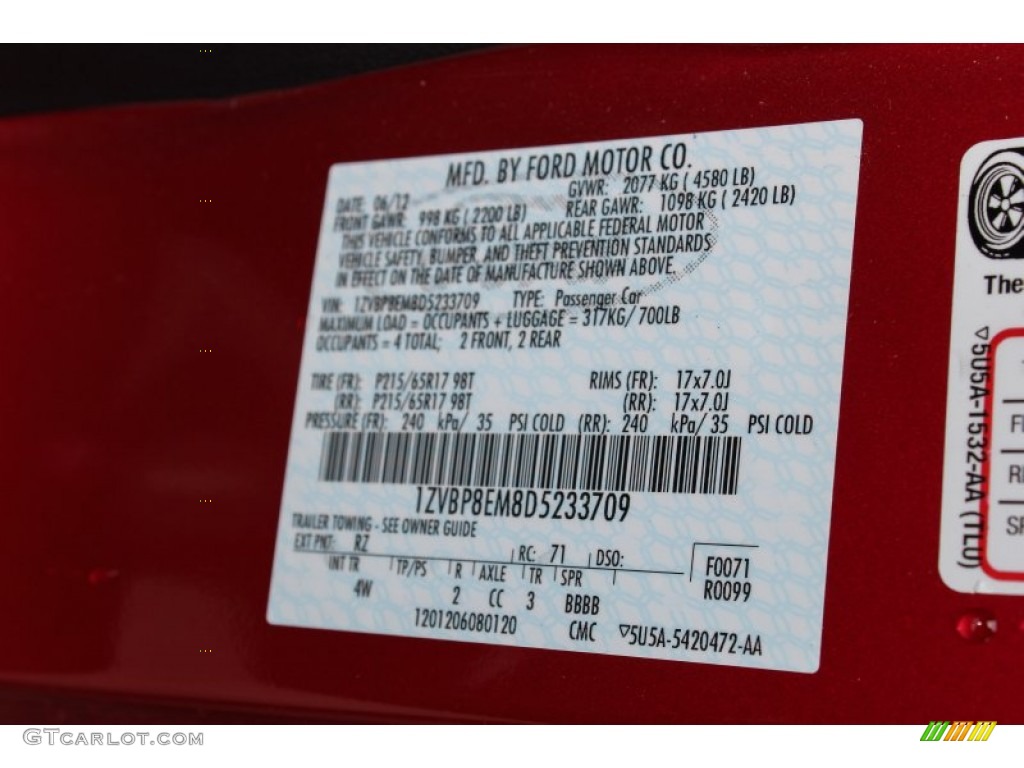 MFD. BY FORD MOTOR CO.
DATE: 06/12 GVWR: 2077 KG ( 4580 LB)
FRONT GAWR: 998 KG ( 2200 LB) REAR GAWR: 1098 KG ( 2420 LB)
THIS VEHICLE CONFORMS TO ALL APPLICABLE FEDERAL MOTOR
VEHICLE SAFETY, BUMPER, AND THEFT PREVENTION STANDARDS
IN EFFECT ON THE DATE OF MANUFACTURE SHOWN ABOVE.
VIN: 1ZVBP8EM8D5233709 TYPE: Passenger Car
MAXIMUM LOAD = OCCUPANTS + LUGGAGE = 317KG/ 700LB
OCCUPANTS = 4 TOTAL; 2 FRONT, 2 REAR
TIRE (FR): P215/65R17 98T RIMS (FR): 17x7.0J
(RR): P215/65R17 98T (RR): 17x7.0J
PRESSURE (FR): 240 kPa/ 35 PSI COLD (RR): 240 kPa/ 35 PSI COLD
1ZVBP8EM8D5233709
TRAILER TOWING - SEE OWNER GUIDE
EXT PNT: RZ RC: 71 DSO: F0071
INT TR TP/PS R AXLE TR SPR R0099
4W 2 CC 3 BBBB
1201206080120 CMC ▽5U5A-5420472-AA
The
▽5U5A-1532-AA (TLU)
GTCARLOT.COM